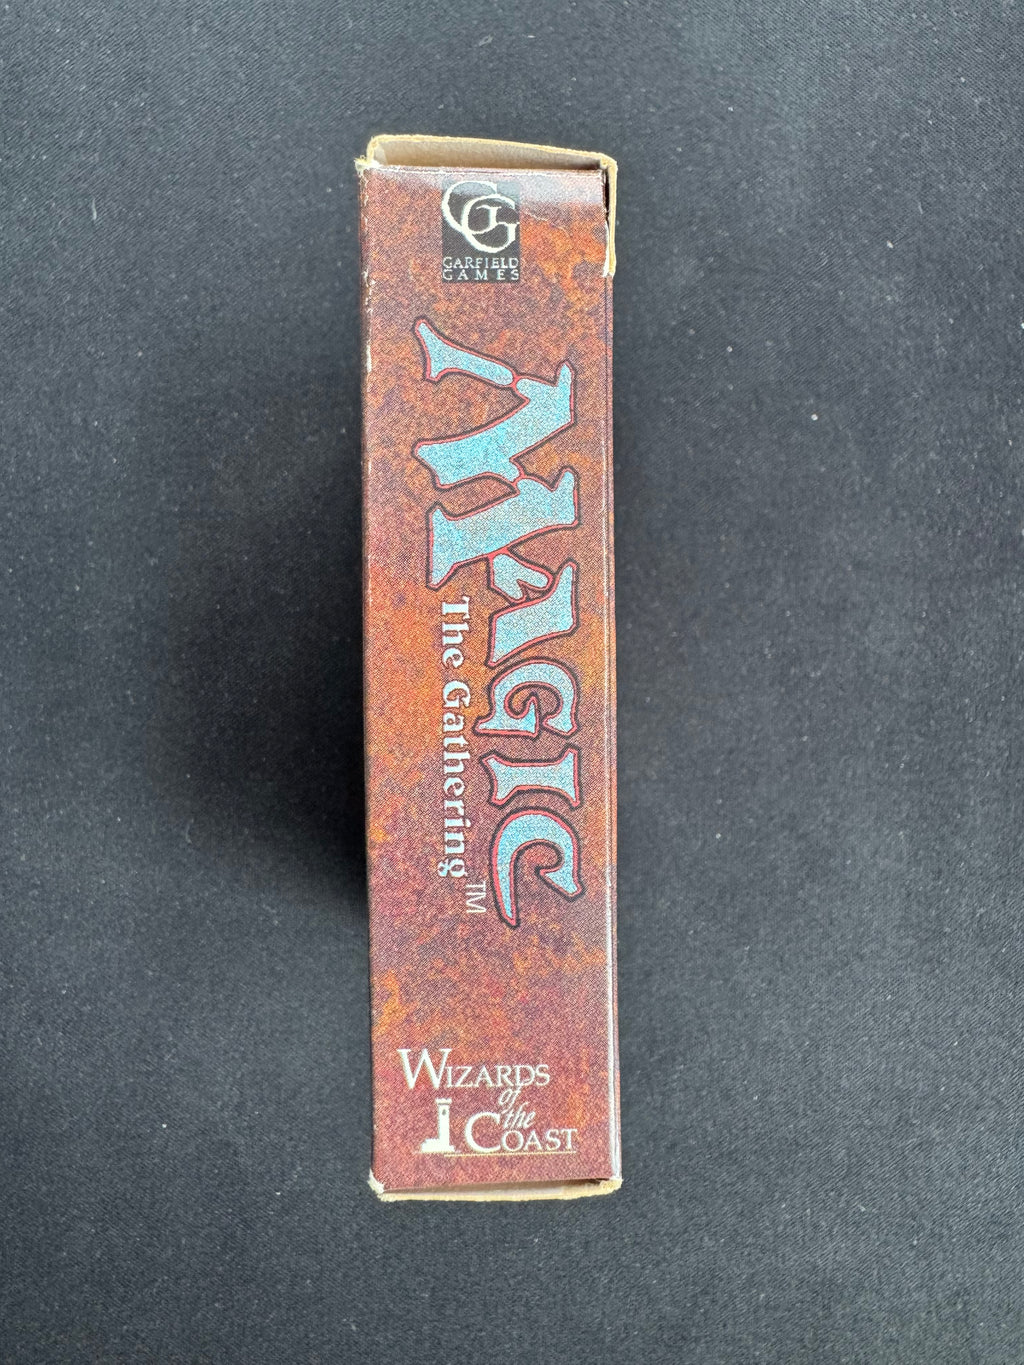 GG
GARFIELD
GAMES
MAGIC
The Gathering™
WIZARDS
of
the
COAST